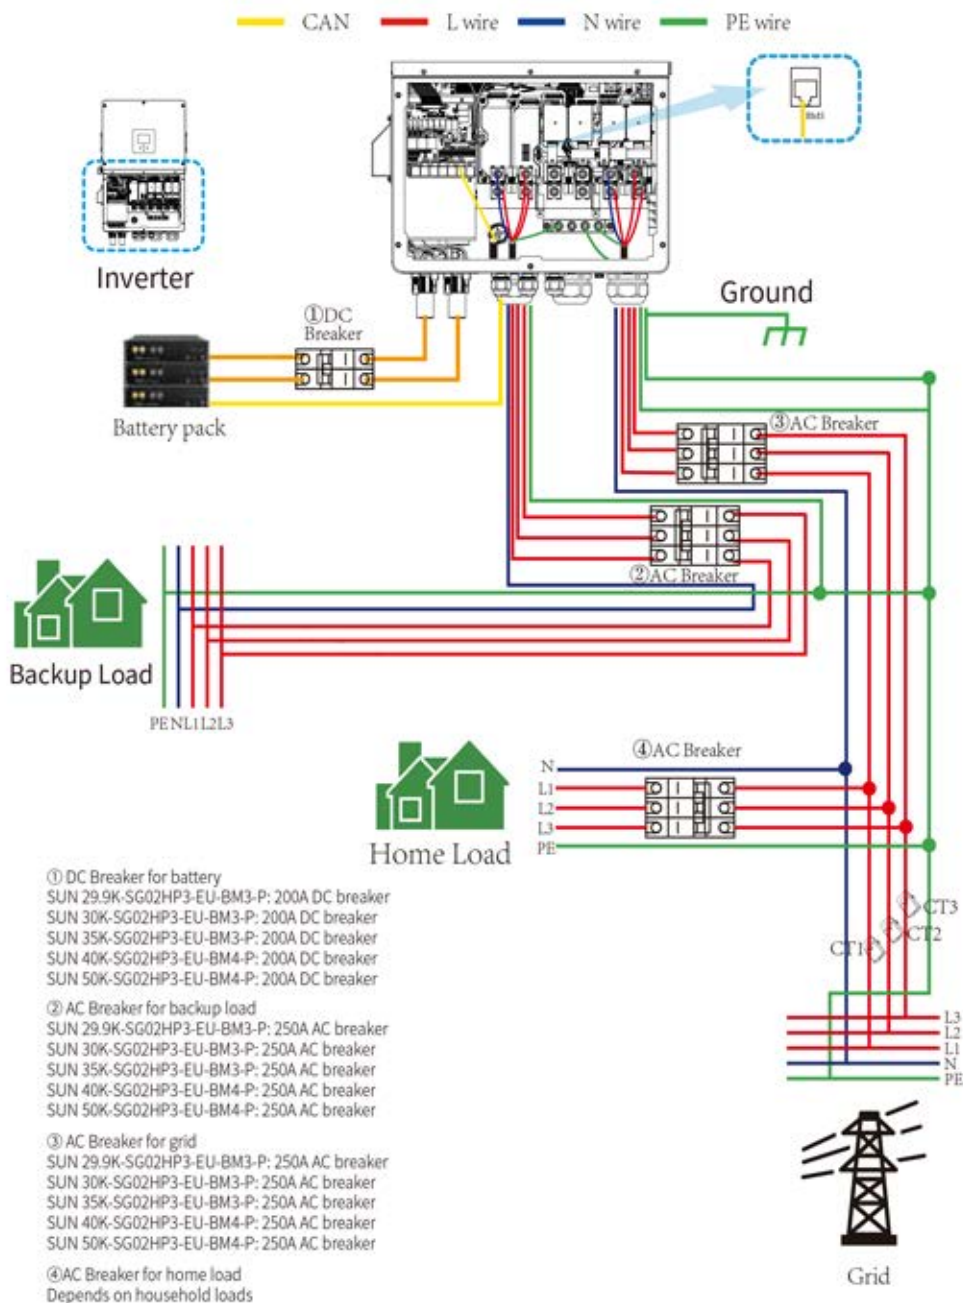 CAN L wire N wire PE wire
BMS
Inverter
Ground
①DC
Breaker
Battery pack
③AC Breaker
②AC Breaker
Backup Load
PE N L1 L2 L3
④AC Breaker
N
L1
L2
L3
PE
Home Load
CT3
CT2
CT1
L3
L2
L1
N
PE
Grid
① DC Breaker for battery
SUN 29.9K-SG02HP3-EU-BM3-P: 200A DC breaker
SUN 30K-SG02HP3-EU-BM3-P: 200A DC breaker
SUN 35K-SG02HP3-EU-BM3-P: 200A DC breaker
SUN 40K-SG02HP3-EU-BM4-P: 200A DC breaker
SUN 50K-SG02HP3-EU-BM4-P: 200A DC breaker
② AC Breaker for backup load
SUN 29.9K-SG02HP3-EU-BM3-P: 250A AC breaker
SUN 30K-SG02HP3-EU-BM3-P: 250A AC breaker
SUN 35K-SG02HP3-EU-BM3-P: 250A AC breaker
SUN 40K-SG02HP3-EU-BM4-P: 250A AC breaker
SUN 50K-SG02HP3-EU-BM4-P: 250A AC breaker
③ AC Breaker for grid
SUN 29.9K-SG02HP3-EU-BM3-P: 250A AC breaker
SUN 30K-SG02HP3-EU-BM3-P: 250A AC breaker
SUN 35K-SG02HP3-EU-BM3-P: 250A AC breaker
SUN 40K-SG02HP3-EU-BM4-P: 250A AC breaker
SUN 50K-SG02HP3-EU-BM4-P: 250A AC breaker
④AC Breaker for home load
Depends on household loads